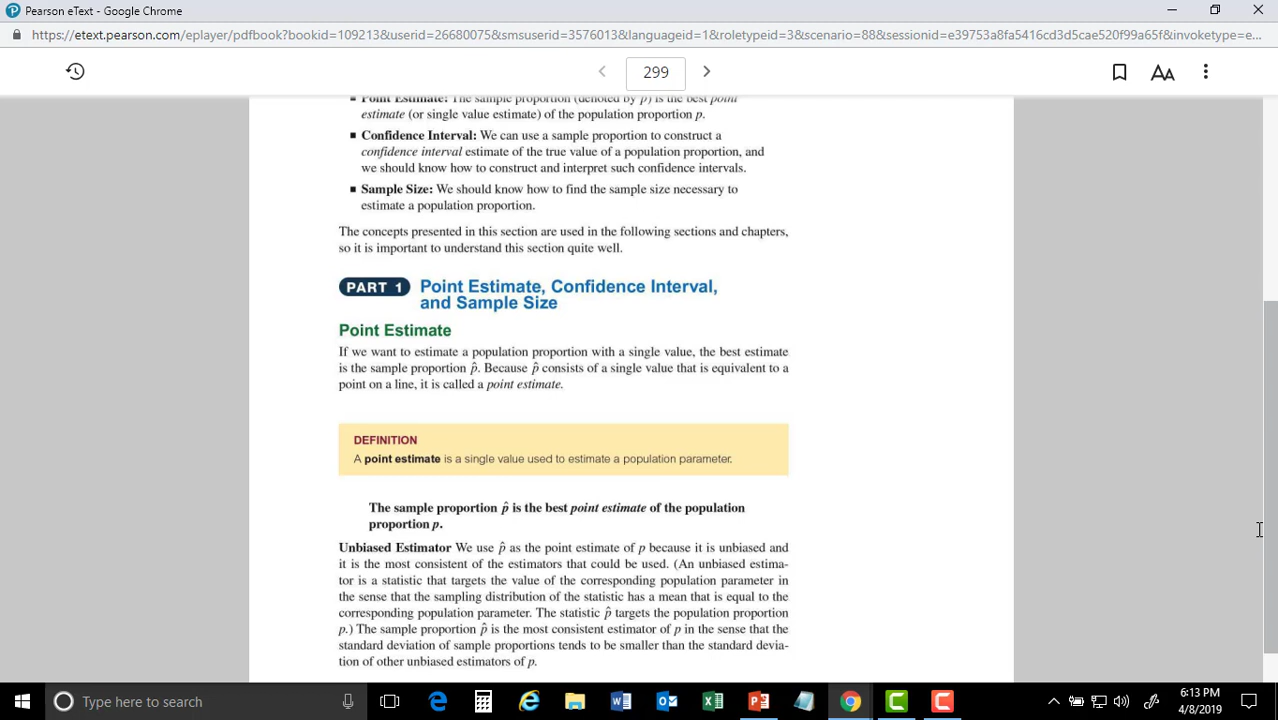 Pearson eText - Google Chrome
https://etext.pearson.com/eplayer/pdfbook?bookid=109213&userid=26680075&smsuserid=3576013&languageid=1&roletypeid=3&scenario=88&sessionid=e39753a8fa5416cd3d5cae520f99a65f&invoketype=e...
299
AA
■ Point Estimate: The sample proportion (denoted by p̂) is the best point
estimate (or single value estimate) of the population proportion p.
■ Confidence Interval: We can use a sample proportion to construct a
confidence interval estimate of the true value of a population proportion, and
we should know how to construct and interpret such confidence intervals.
■ Sample Size: We should know how to find the sample size necessary to
estimate a population proportion.
The concepts presented in this section are used in the following sections and chapters,
so it is important to understand this section quite well.
PART 1 Point Estimate, Confidence Interval,
and Sample Size
Point Estimate
If we want to estimate a population proportion with a single value, the best estimate
is the sample proportion p̂. Because p̂ consists of a single value that is equivalent to a
point on a line, it is called a point estimate.
DEFINITION
A point estimate is a single value used to estimate a population parameter.
The sample proportion p̂ is the best point estimate of the population
proportion p.
Unbiased Estimator We use p̂ as the point estimate of p because it is unbiased and
it is the most consistent of the estimators that could be used. (An unbiased estima-
tor is a statistic that targets the value of the corresponding population parameter in
the sense that the sampling distribution of the statistic has a mean that is equal to the
corresponding population parameter. The statistic p̂ targets the population proportion
p.) The sample proportion p̂ is the most consistent estimator of p in the sense that the
standard deviation of sample proportions tends to be smaller than the standard devia-
tion of other unbiased estimators of p.
Type here to search
6:13 PM
4/8/2019